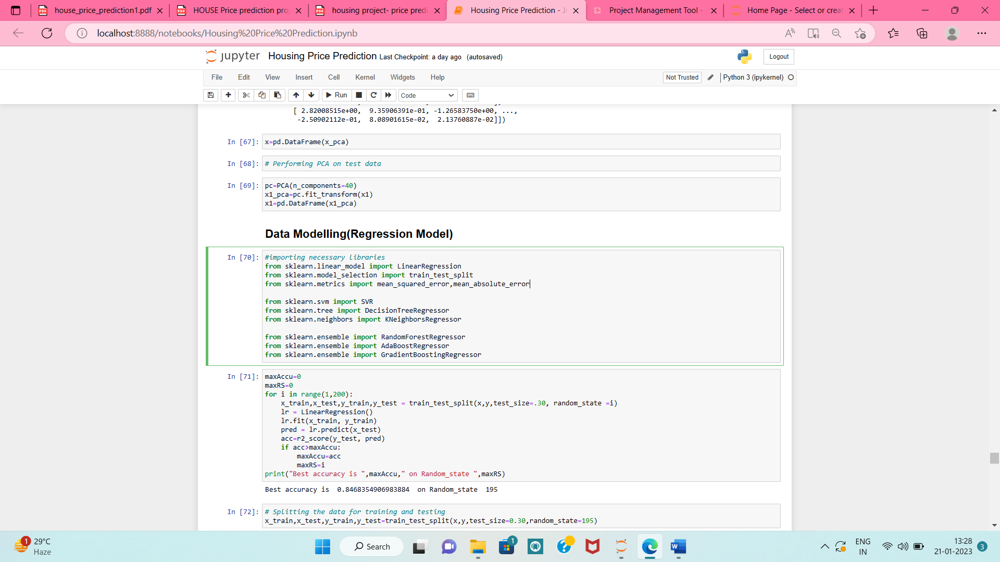 house_price_prediction1.pdf
HOUSE Price prediction pro
housing project- price predi
Housing Price Prediction - J
Project Management Tool -
Home Page - Select or crea
localhost:8888/notebooks/Housing%20Price%20Prediction.ipynb
jupyter Housing Price Prediction Last Checkpoint: a day ago (autosaved)
Logout
File Edit View Insert Cell Kernel Widgets Help
Not Trusted Python 3 (ipykernel)
Run Code
[ 2.82008515e+00, 9.35906391e-01, -1.26583750e+00, ...,
-2.50902112e-01, 8.08901615e-02, 2.13760887e-02]])
In [67]: x=pd.DataFrame(x_pca)
In [68]: # Performing PCA on test data
In [69]: pc=PCA(n_components=40)
x1_pca=pc.fit_transform(x1)
x1=pd.DataFrame(x1_pca)
Data Modelling(Regression Model)
In [70]: #importing necessary libraries
from sklearn.linear_model import LinearRegression
from sklearn.model_selection import train_test_split
from sklearn.metrics import mean_squared_error,mean_absolute_error
from sklearn.svm import SVR
from sklearn.tree import DecisionTreeRegressor
from sklearn.neighbors import KNeighborsRegressor
from sklearn.ensemble import RandomForestRegressor
from sklearn.ensemble import AdaBoostRegressor
from sklearn.ensemble import GradientBoostingRegressor
In [71]: maxAccu=0
maxRS=0
for i in range(1,200):
x_train,x_test,y_train,y_test = train_test_split(x,y,test_size=.30, random_state =i)
lr = LinearRegression()
lr.fit(x_train, y_train)
pred = lr.predict(x_test)
acc=r2_score(y_test, pred)
if acc>maxAccu:
maxAccu=acc
maxRS=i
print("Best accuracy is ",maxAccu," on Random_state ",maxRS)
Best accuracy is 0.8468354906983884 on Random_state 195
In [72]: # Splitting the data for training and testing
x_train,x_test,y_train,y_test=train_test_split(x,y,test_size=0.30,random_state=195)
1
29°C
Haze
Search
1
ENG
IN
13:28
21-01-2023
3